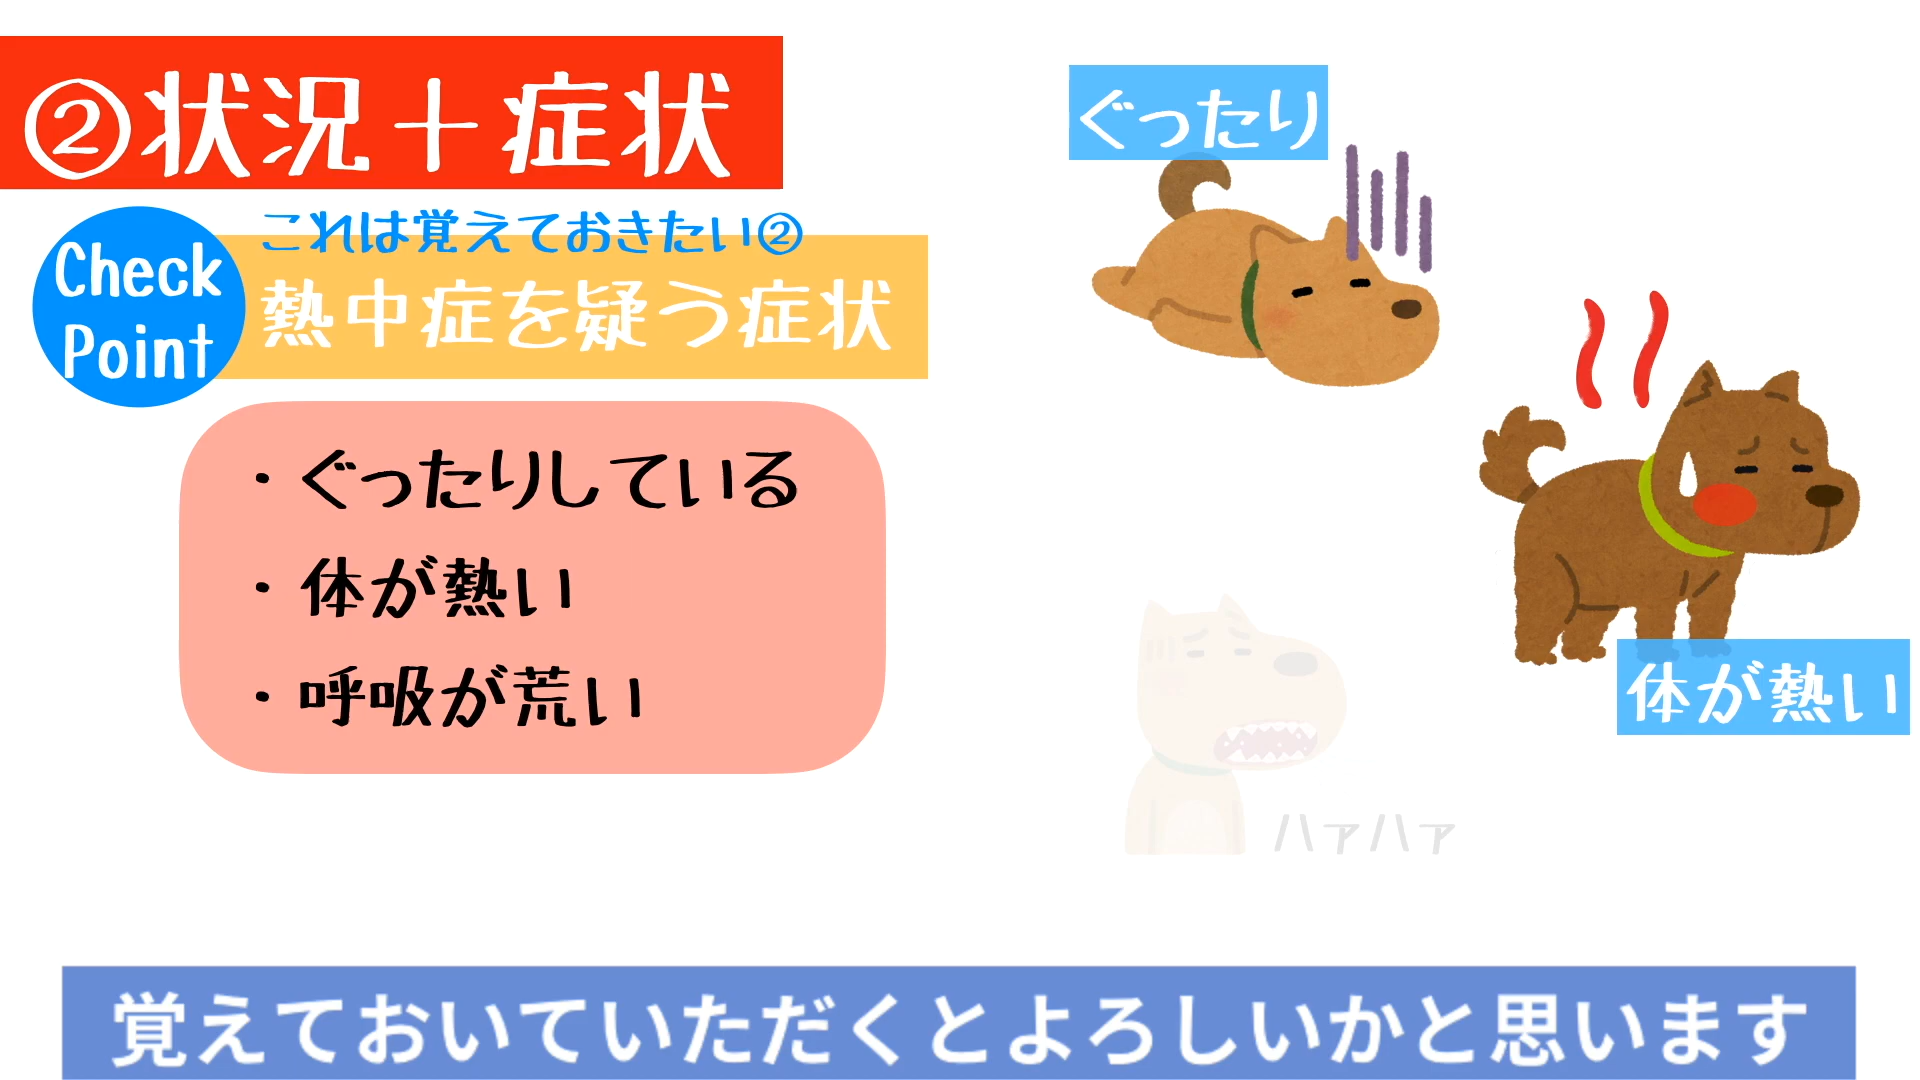 ②状況＋症状
Check
Point
これは覚えておきたい②
熱中症を疑う症状
・ぐったりしている
・体が熱い
・呼吸が荒い
ぐったり
体が熱い
ハァハァ
覚えておいていただくとよろしいかと思います